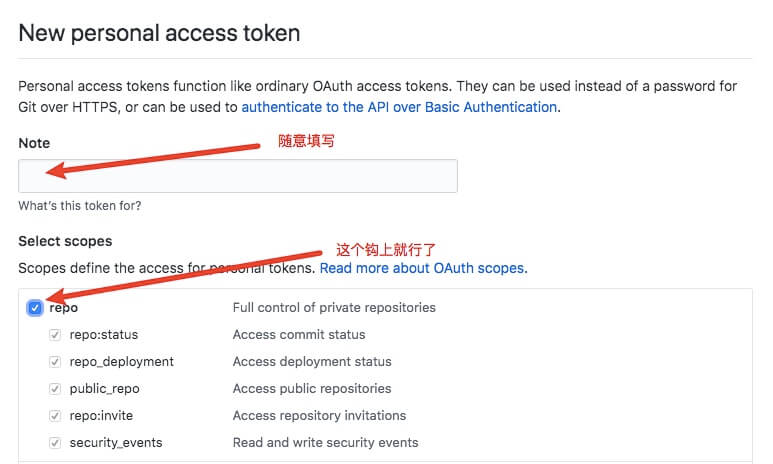 New personal access token
Personal access tokens function like ordinary OAuth access tokens. They can be used instead of a password for
Git over HTTPS, or can be used to authenticate to the API over Basic Authentication.
Note
随意填写
What's this token for?
Select scopes
这个钩上就行了
Scopes define the access for personal tokens. Read more about OAuth scopes.
repo Full control of private repositories
repo:status Access commit status
repo_deployment Access deployment status
public_repo Access public repositories
repo:invite Access repository invitations
security_events Read and write security events